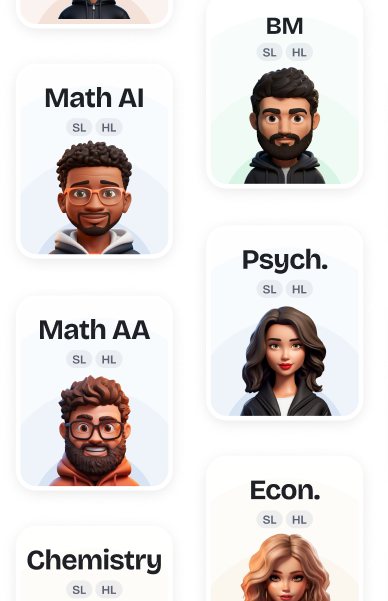 Math AI
SL HL
Math AA
SL HL
Chemistry
SL HL
BM
SL HL
Psych.
SL HL
Econ.
SL HL